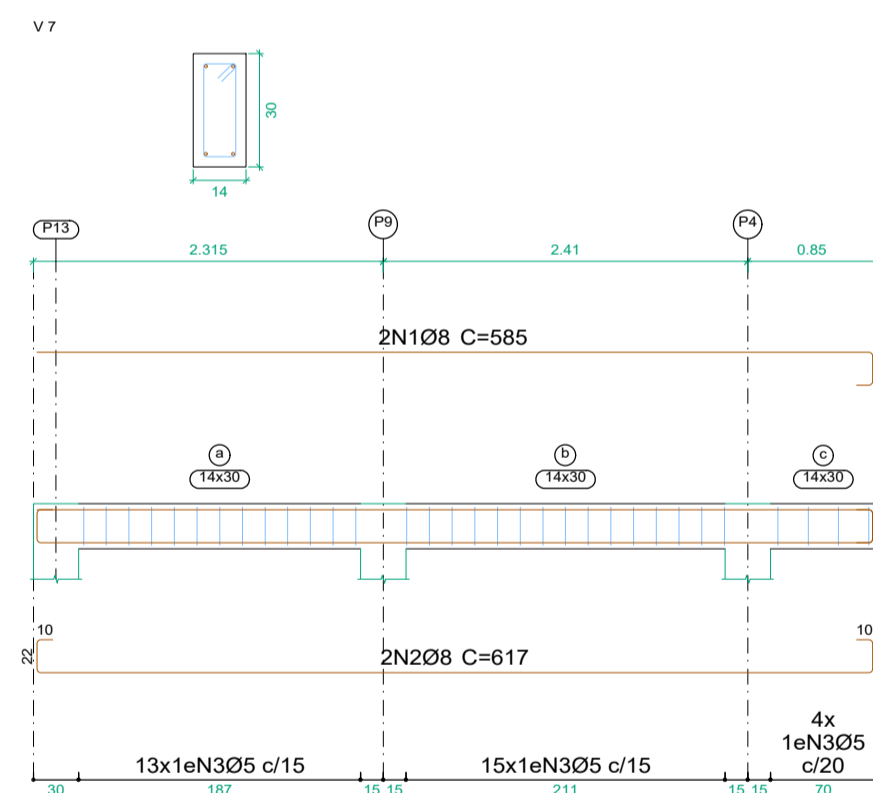 V 7
30
14
P13 P9 P4
2.315 2.41 0.85
2N1Ø8 C=585
a b c
14x30 14x30 14x30
10 10
22
2N2Ø8 C=617
13x1eN3Ø5 c/15 15x1eN3Ø5 c/15
4x
1eN3Ø5
c/20
30 187 15 15 211 15 15 70